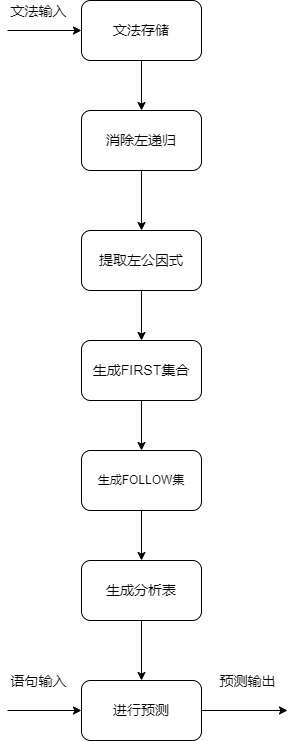 文法输入
文法存储
消除左递归
提取左公因式
生成FIRST集合
生成FOLLOW集
生成分析表
语句输入
进行预测
预测输出